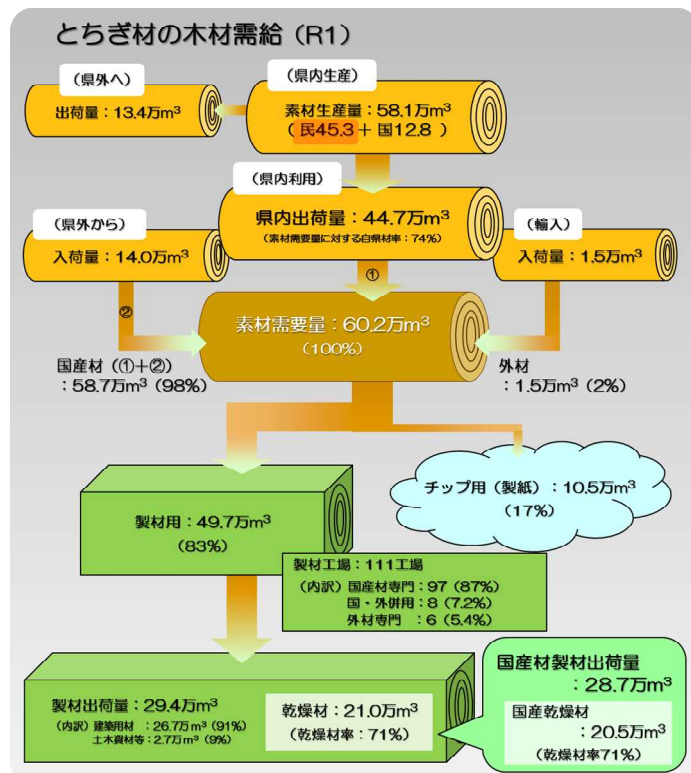 とちぎ材の木材需給（R1）
（県外へ）
出荷量：13.4万m³
（県内生産）
素材生産量：58.1万m³
（ 民45.3＋ 国12.8 ）
（県内利用）
県内出荷量：44.7万m³
（素材需要量に対する自県材率：74%）
（県外から）
入荷量：14.0万m³
（輸入）
入荷量：1.5万m³
①
②
素材需要量：60.2万m³
（100%）
国産材（①＋②）
：58.7万m³（98%）
外材
：1.5万m³（2%）
チップ用（製紙）：10.5万m³
（17%）
製材用：49.7万m³
（83%）
製材工場：111工場
（内訳）国産材専門：97（87%）
国・外併用：8（7.2%）
外材専門　：6（5.4%）
製材出荷量：29.4万m³
（内訳）建築用材　：26.7万m³（91%）
土木資材等：2.7万m³（9%）
乾燥材：21.0万m³
（乾燥材率：71%）
国産材製材出荷量
：28.7万m³
国産乾燥材
：20.5万m³
（乾燥材率71%）